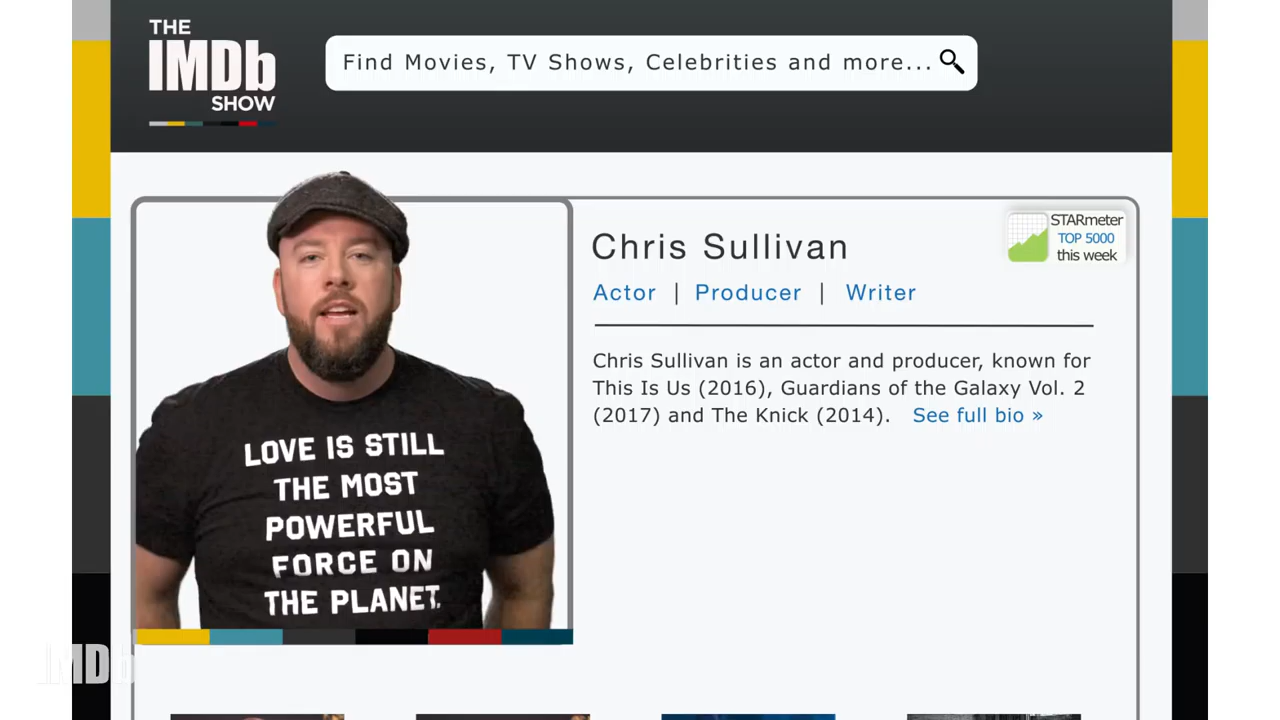 THE
IMDb
SHOW
Find Movies, TV Shows, Celebrities and more...
STARmeter
TOP 5000
this week
Chris Sullivan
Actor | Producer | Writer
Chris Sullivan is an actor and producer, known for
This Is Us (2016), Guardians of the Galaxy Vol. 2
(2017) and The Knick (2014). See full bio »
LOVE IS STILL
THE MOST
POWERFUL
FORCE ON
THE PLANET.
IMDb